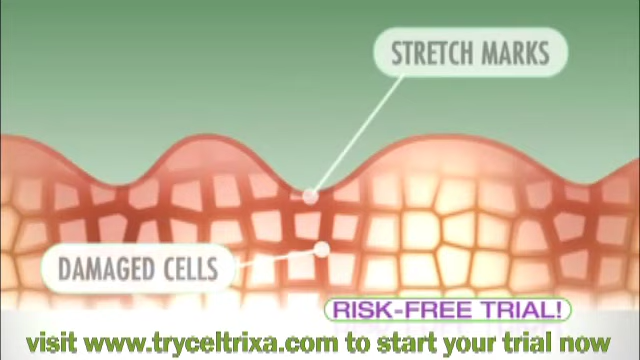 STRETCH MARKS
DAMAGED CELLS
RISK-FREE TRIAL!
visit www.tryceltrixa.com to start your trial now